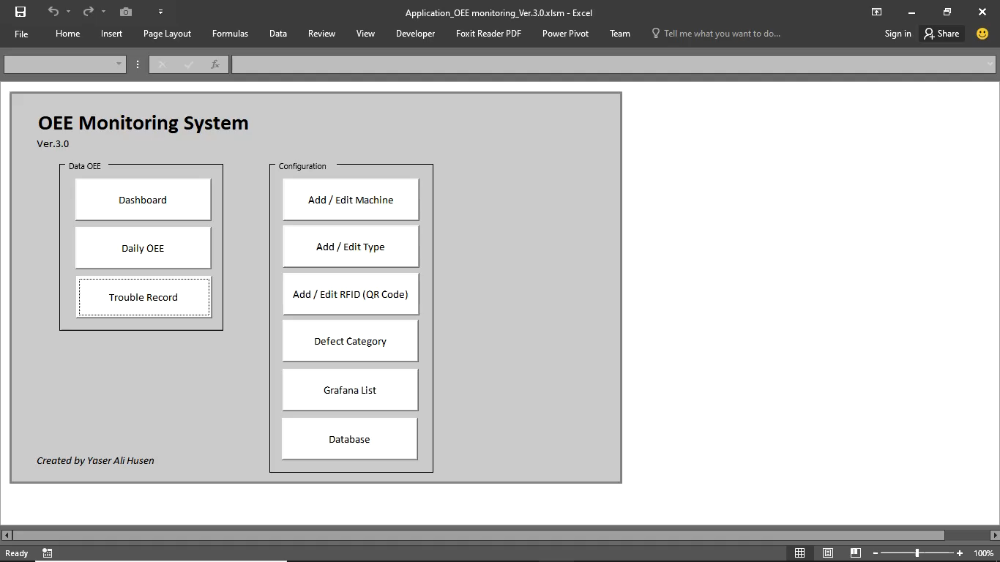 Application_OEE monitoring_Ver.3.0.xlsm - Excel
File Home Insert Page Layout Formulas Data Review View Developer Foxit Reader PDF Power Pivot Team Tell me what you want to do... Sign in Share
fx
OEE Monitoring System
Ver.3.0
Data OEE
Dashboard
Daily OEE
Trouble Record
Configuration
Add / Edit Machine
Add / Edit Type
Add / Edit RFID (QR Code)
Defect Category
Grafana List
Database
Created by Yaser Ali Husen
Ready 100%